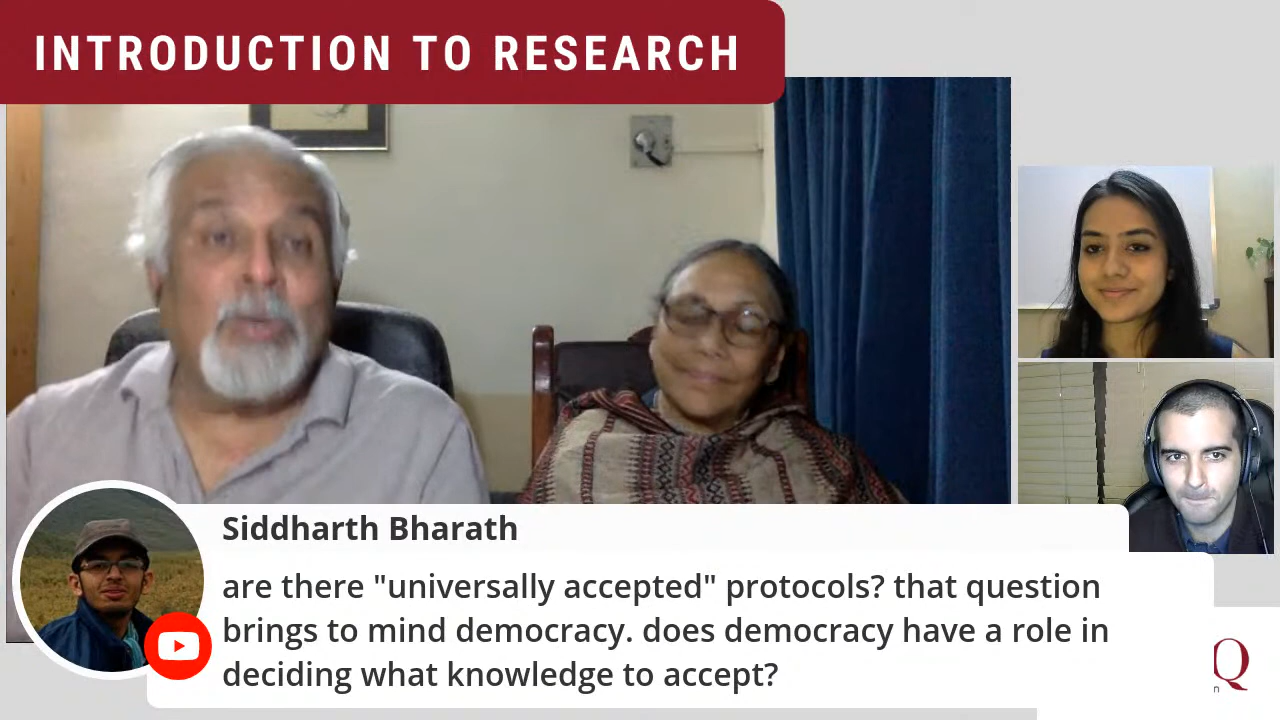 INTRODUCTION TO RESEARCH
Siddharth Bharath
are there "universally accepted" protocols? that question
brings to mind democracy. does democracy have a role in
deciding what knowledge to accept?
Q
n